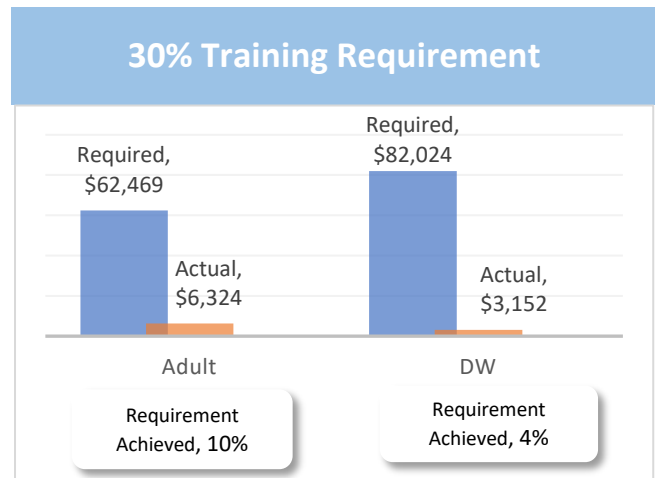 30% Training Requirement
Required,
$62,469
Actual,
$6,324
Required,
$82,024
Actual,
$3,152
Adult
DW
Requirement
Achieved, 10%
Requirement
Achieved, 4%